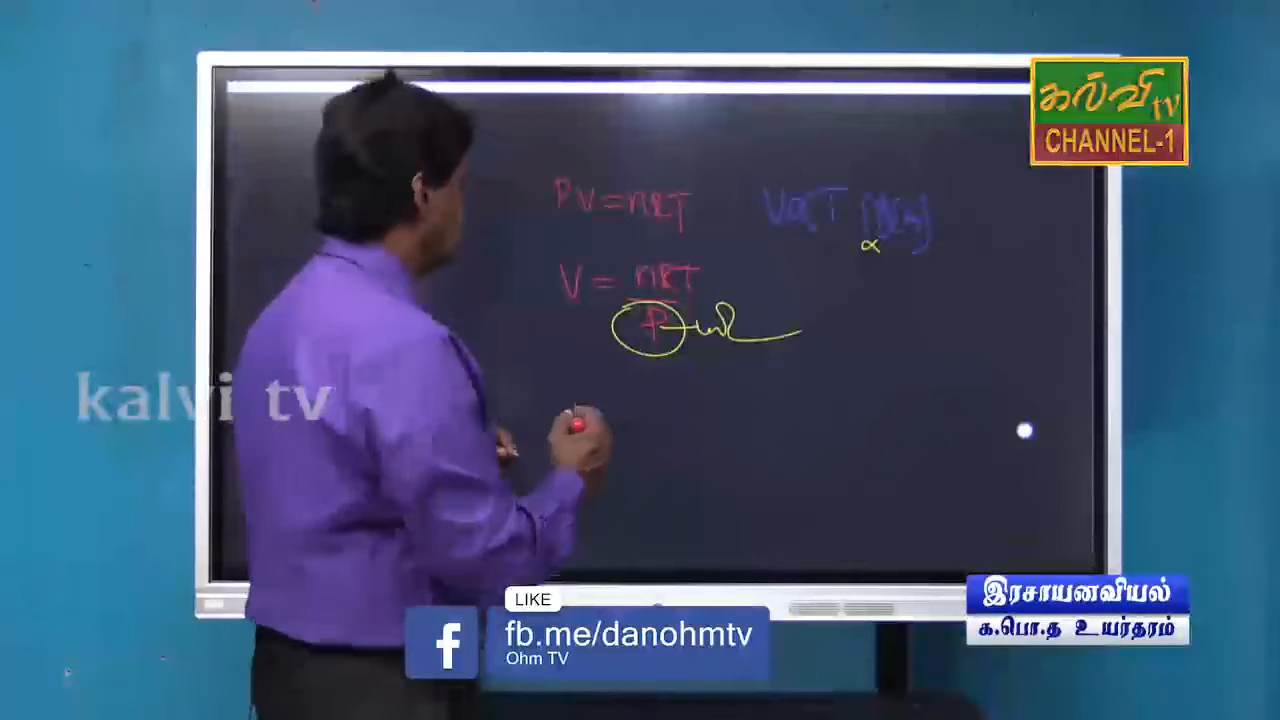 கல்வி TV
CHANNEL-1
PV = nRT
V α T
V = nRT
P
α
kalvi tv
இரசாயனவியல்
க.பொ.த உயர்தரம்
LIKE
fb.me/danohmtv
Ohm TV